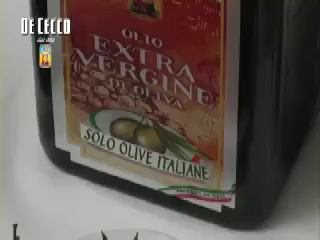 DE CECCO
OLIO
EXTRA
VERGINE
DI OLIVA
SOLO OLIVE ITALIANE